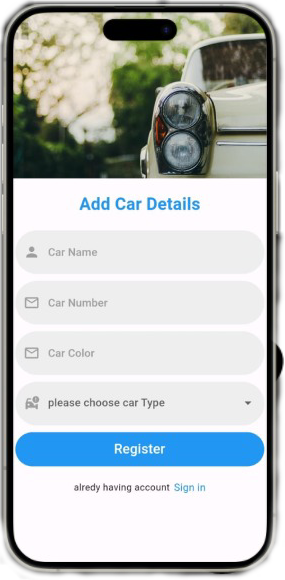 Add Car Details
Car Name
Car Number
Car Color
please choose car Type
Register
alredy having account Sign in